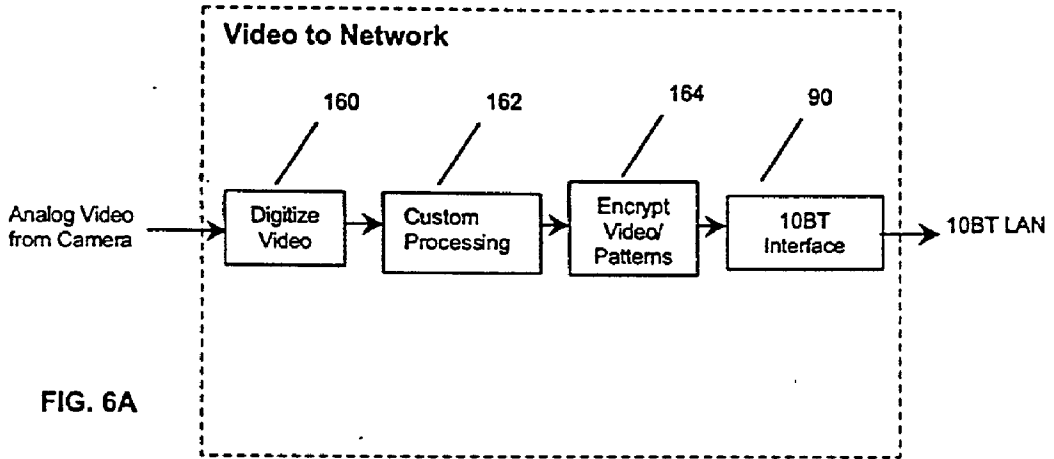 Video to Network
160
162
164
90
Analog Video
from Camera
Digitize
Video
Custom
Processing
Encrypt
Video/
Patterns
10BT
Interface
10BT LAN
FIG. 6A